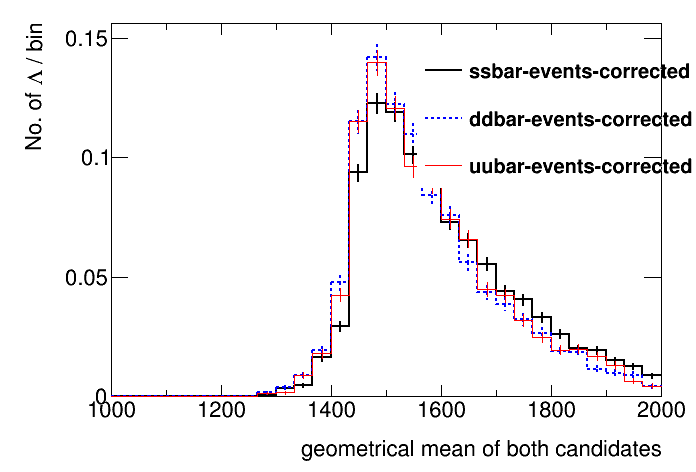 No. of Λ / bin
0.15
0.1
0.05
0
ssbar-events-corrected
ddbar-events-corrected
uubar-events-corrected
1000 1200 1400 1600 1800 2000
geometrical mean of both candidates